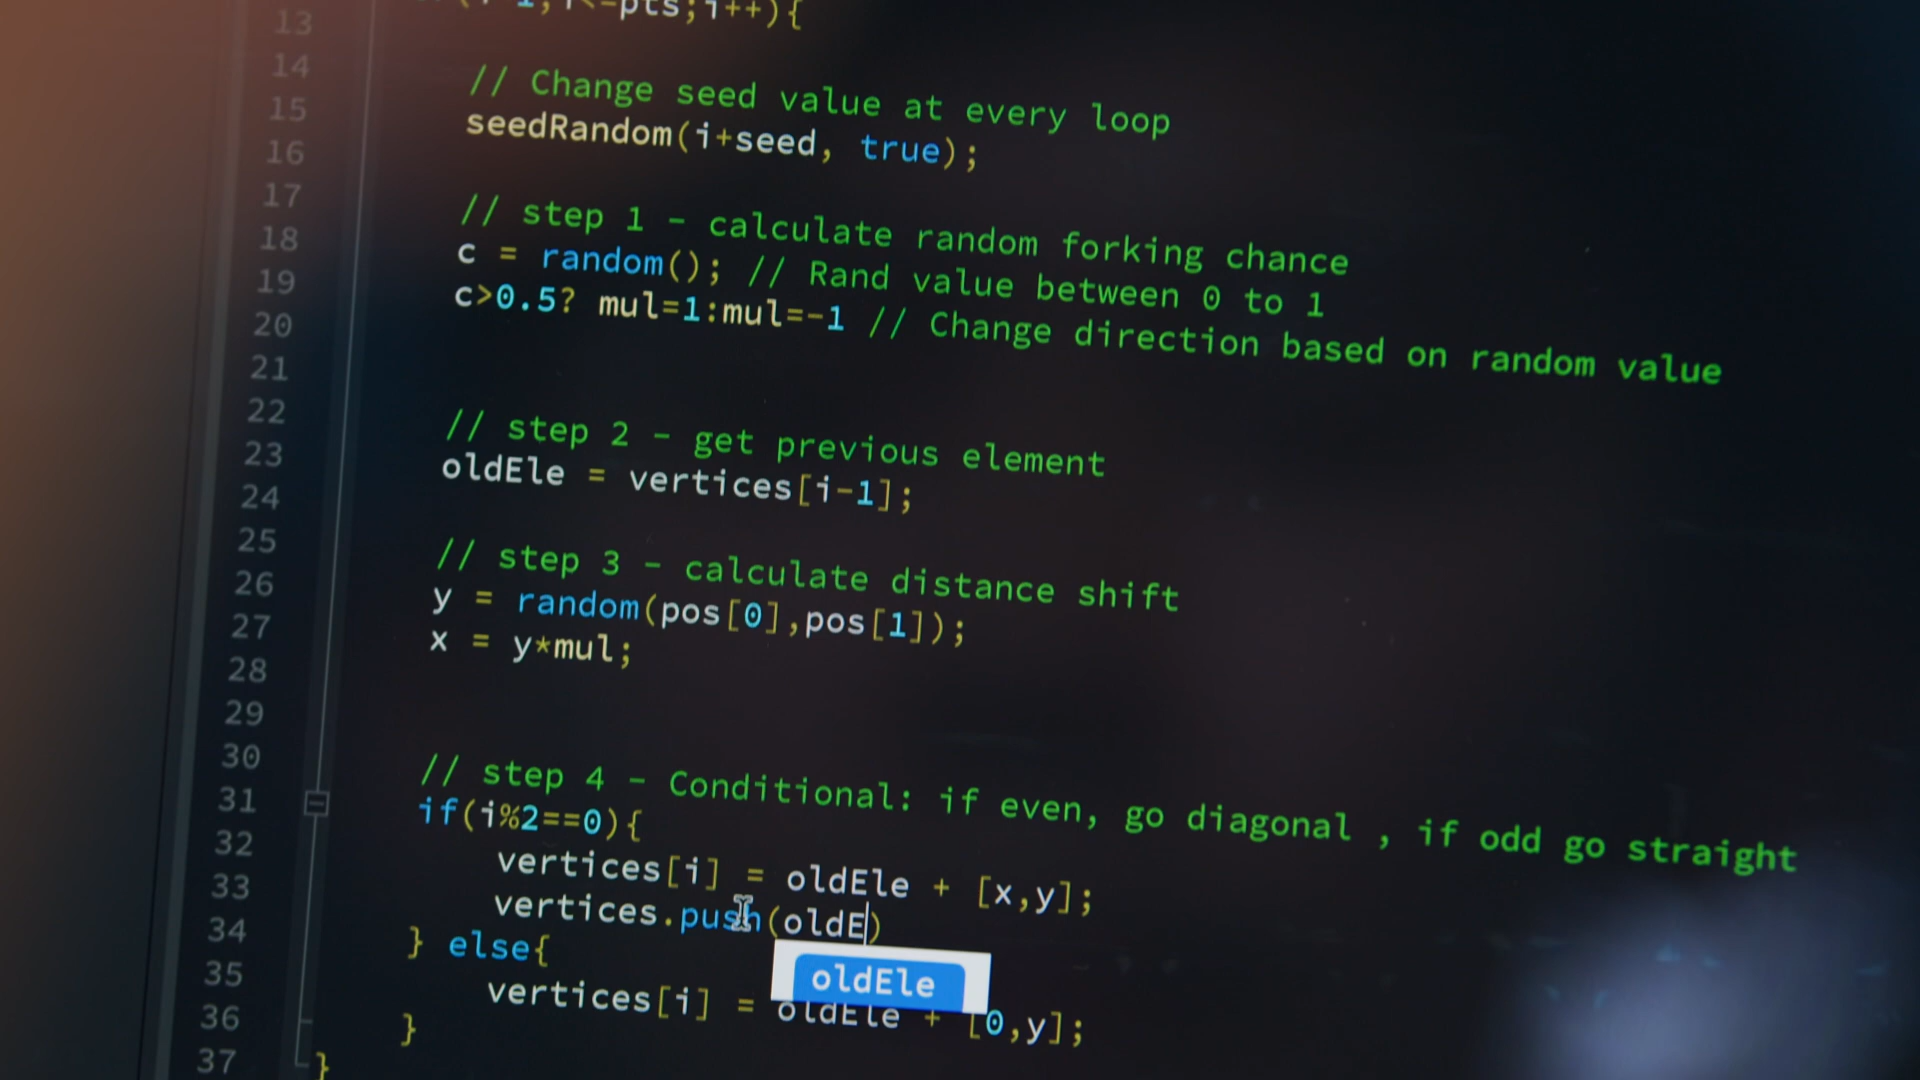 13
pts;i++){
14
// Change seed value at every loop
15
seedRandom(i+seed, true);
16
17
// step 1 - calculate random forking chance
18
c = random(); // Rand value between 0 to 1
19
c>0.5? mul=1:mul=-1 // Change direction based on random value
20
21
22
// step 2 - get previous element
23
oldEle = vertices[i-1];
24
25
// step 3 - calculate distance shift
26
y = random(pos[0],pos[1]);
27
x = y*mul;
28
29
30
// step 4 - Conditional: if even, go diagonal , if odd go straight
31
if(i%2==0){
32
vertices[i] = oldEle + [x,y];
33
vertices.push(oldE)
34
} else{
oldEle
35
vertices[i] = oldEle + [0,y];
36
}
37
}